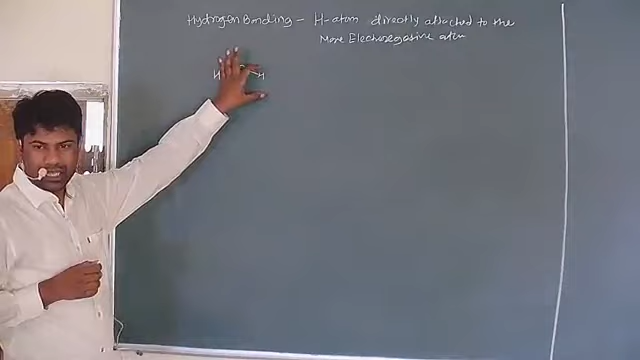 Hydrogen Bonding - H-atom directly attached to the
More Electronegative atom
H H